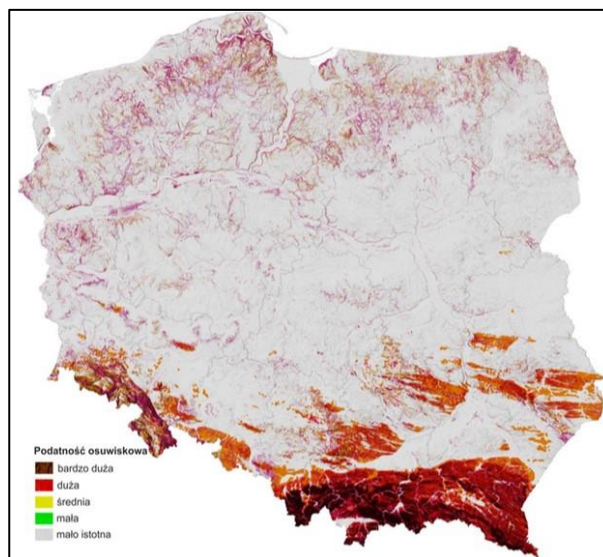 Podatność osuwiskowa
bardzo duża
duża
średnia
mała
mało istotna